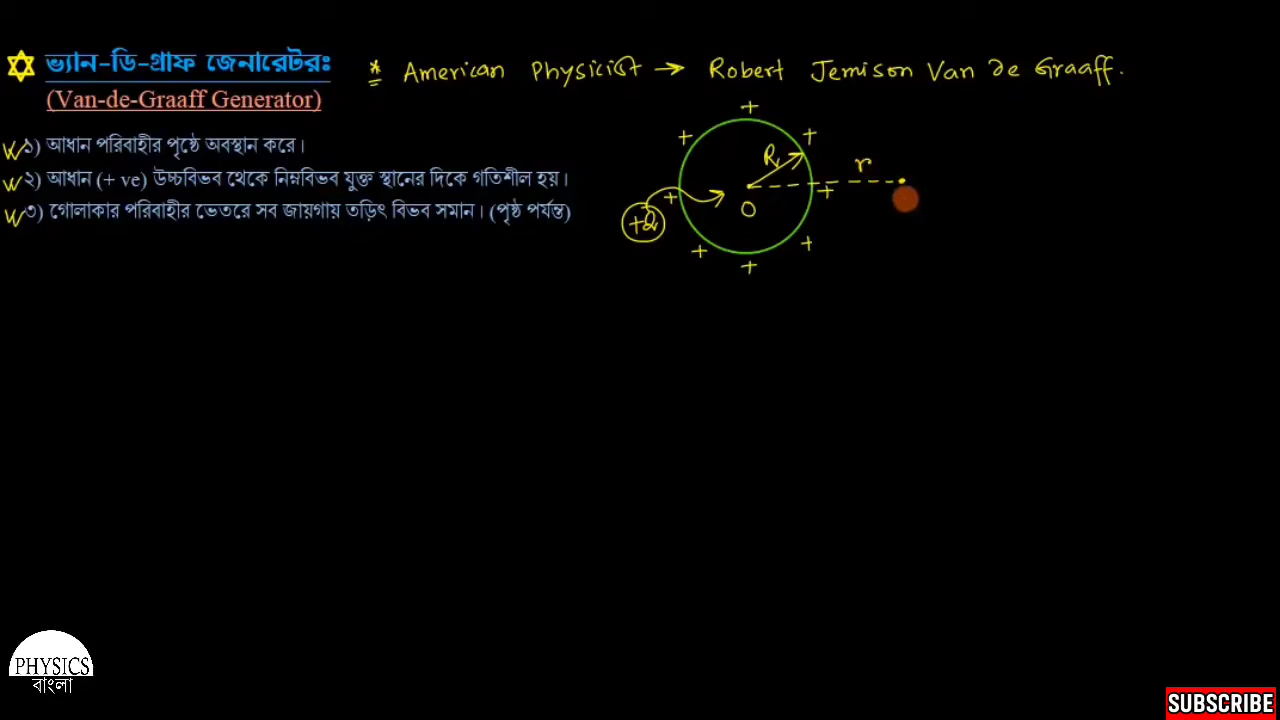 ভ্যান-ডি-গ্রাফ জেনারেটরঃ
(Van-de-Graaff Generator)
* American Physicist → Robert Jemison Van de Graaff.
১) আধান পরিবাহীর পৃষ্ঠে অবস্থান করে।
২) আধান (+ ve) উচ্চবিভব থেকে নিম্নবিভব যুক্ত স্থানের দিকে গতিশীল হয়।
৩) গোলাকার পরিবাহীর ভেতরে সব জায়গায় তড়িৎ বিভব সমান। (পৃষ্ঠ পর্যন্ত)
+
+ +
R r
+ +
O
+ +
+
PHYSICS
বাংলা
SUBSCRIBE